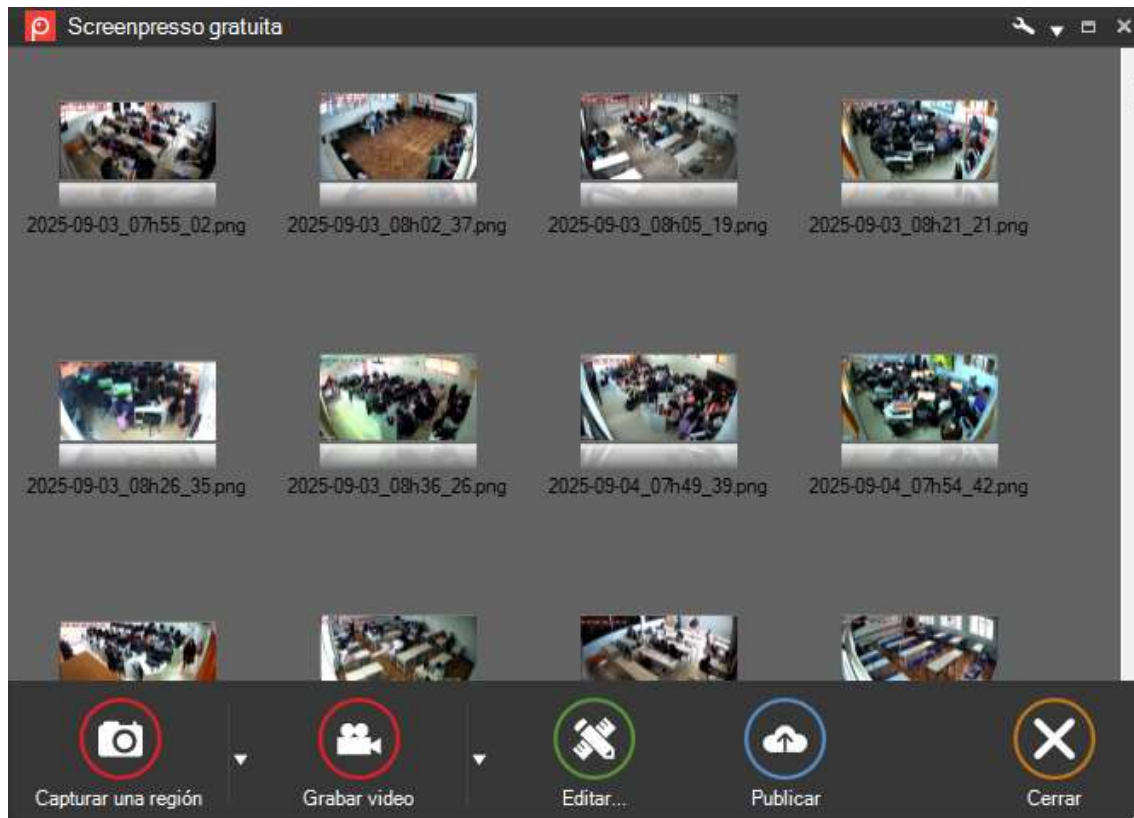 Screenpresso gratuita
2025-09-03_07h55_02.png
2025-09-03_08h02_37.png
2025-09-03_08h05_19.png
2025-09-03_08h21_21.png
2025-09-03_08h26_35.png
2025-09-03_08h36_26.png
2025-09-04_07h49_39.png
2025-09-04_07h54_42.png
Capturar una región
Grabar video
Editar...
Publicar
Cerrar